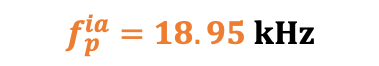 f_p^{ia} = 18.95 kHz